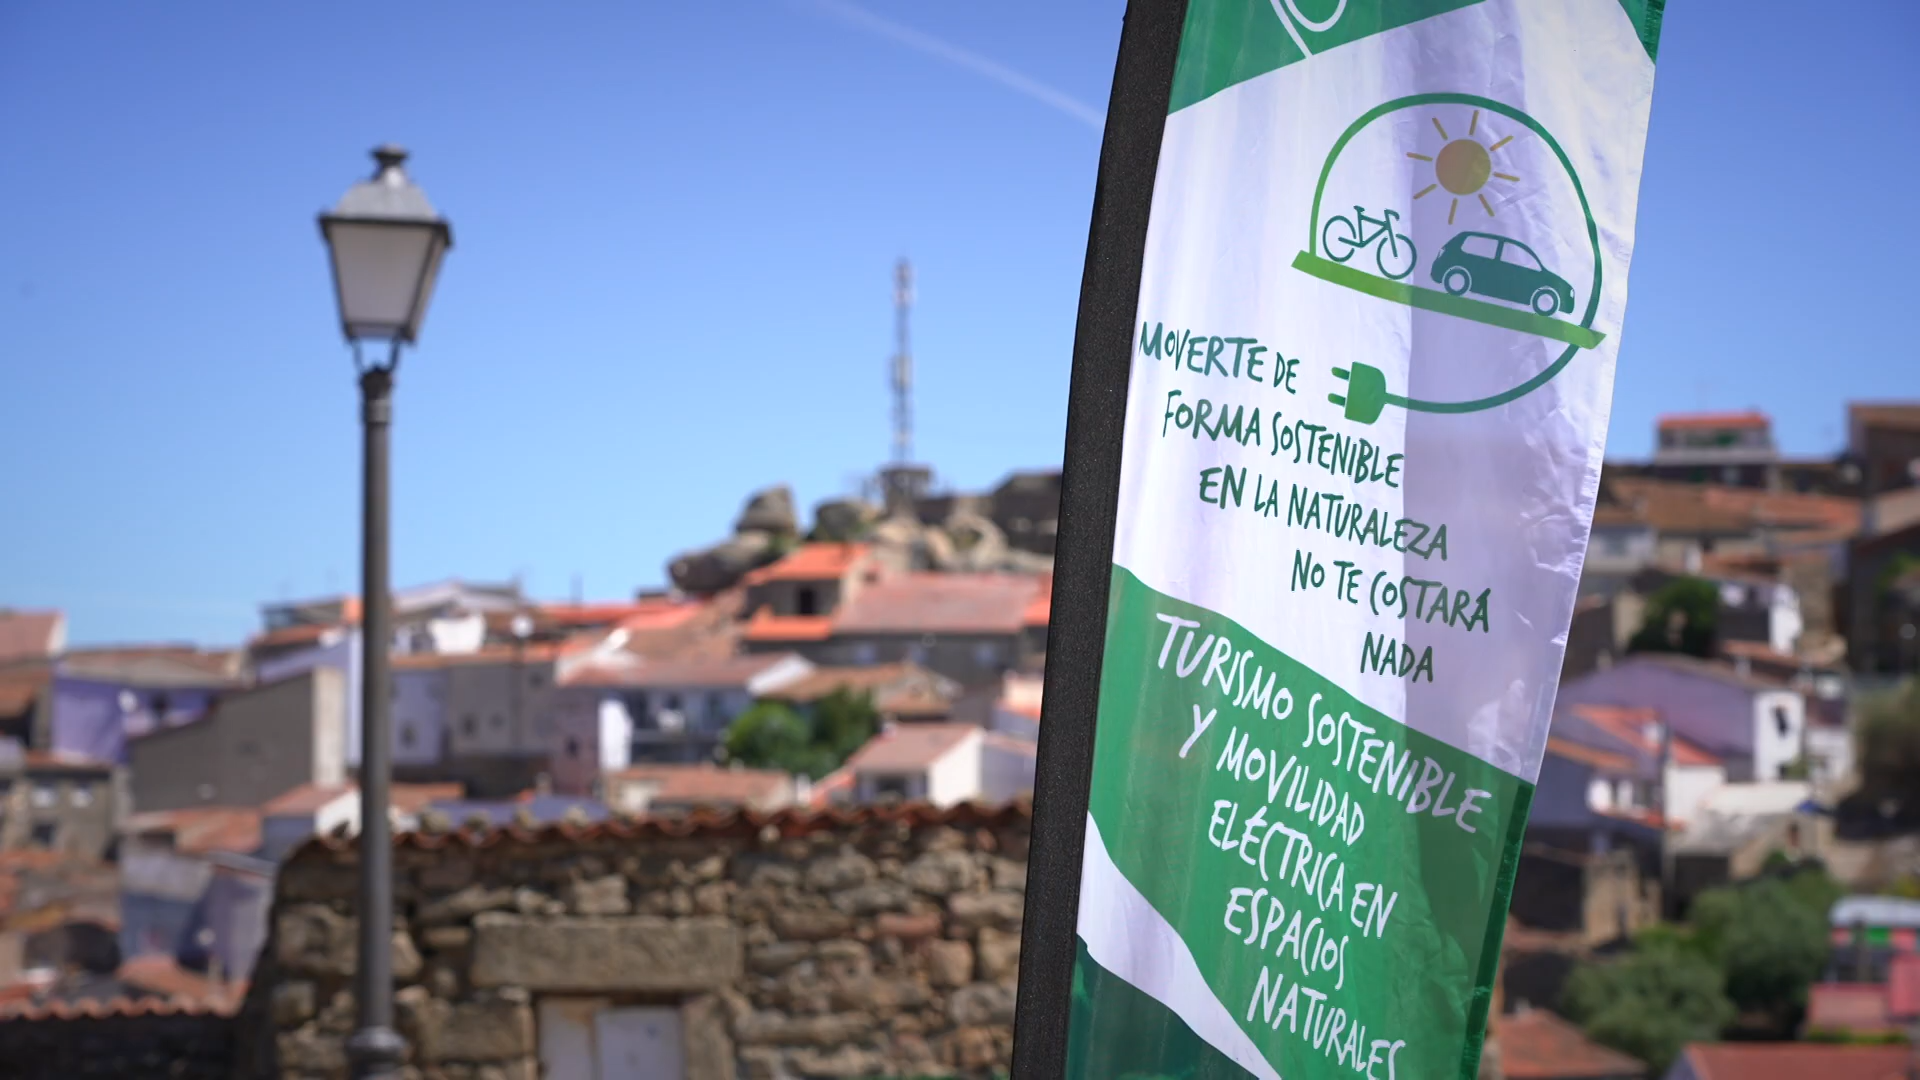 MOVERTE DE
FORMA SOSTENIBLE
EN LA NATURALEZA
NO TE COSTARÁ
NADA
TURISMO SOSTENIBLE
Y MOVILIDAD
ELÉCTRICA EN
ESPACIOS
NATURALES